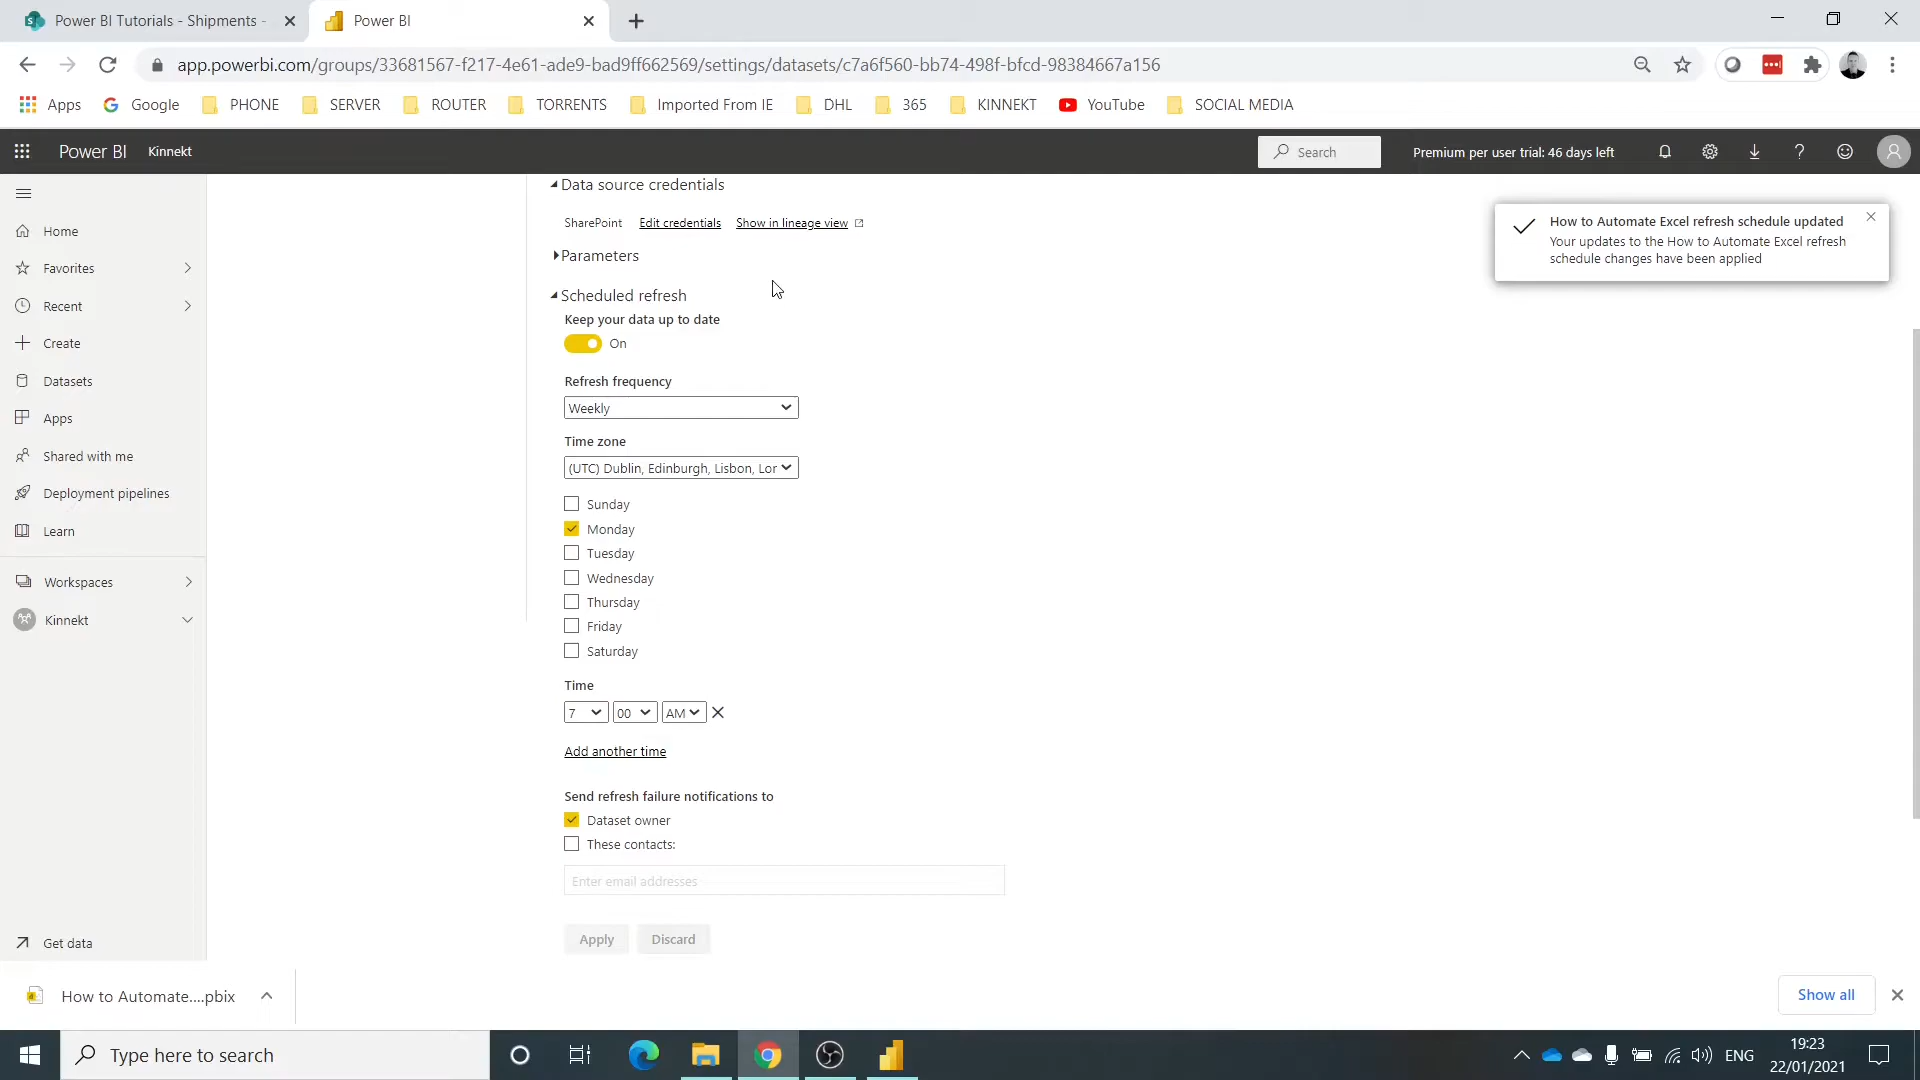 Power BI Tutorials - Shipments -
Power BI
app.powerbi.com/groups/33681567-f217-4e61-ade9-bad9ff662569/settings/datasets/c7a6f560-bb74-498f-bfcd-98384667a156
Apps Google PHONE SERVER ROUTER TORRENTS Imported From IE DHL 365 KINNEKT YouTube SOCIAL MEDIA
Power BI Kinnekt Search Premium per user trial: 46 days left
Home
Favorites
Recent
Create
Datasets
Apps
Shared with me
Deployment pipelines
Learn
Workspaces
Kinnekt
Get data
Data source credentials
SharePoint Edit credentials Show in lineage view
Parameters
Scheduled refresh
Keep your data up to date
On
Refresh frequency
Weekly
Time zone
(UTC) Dublin, Edinburgh, Lisbon, Lor
Sunday
Monday
Tuesday
Wednesday
Thursday
Friday
Saturday
Time
7 00 AM
Add another time
Send refresh failure notifications to
Dataset owner
These contacts:
Enter email addresses
Apply Discard
How to Automate Excel refresh schedule updated
Your updates to the How to Automate Excel refresh
schedule changes have been applied
How to Automate....pbix
Show all
Type here to search
ENG
19:23
22/01/2021